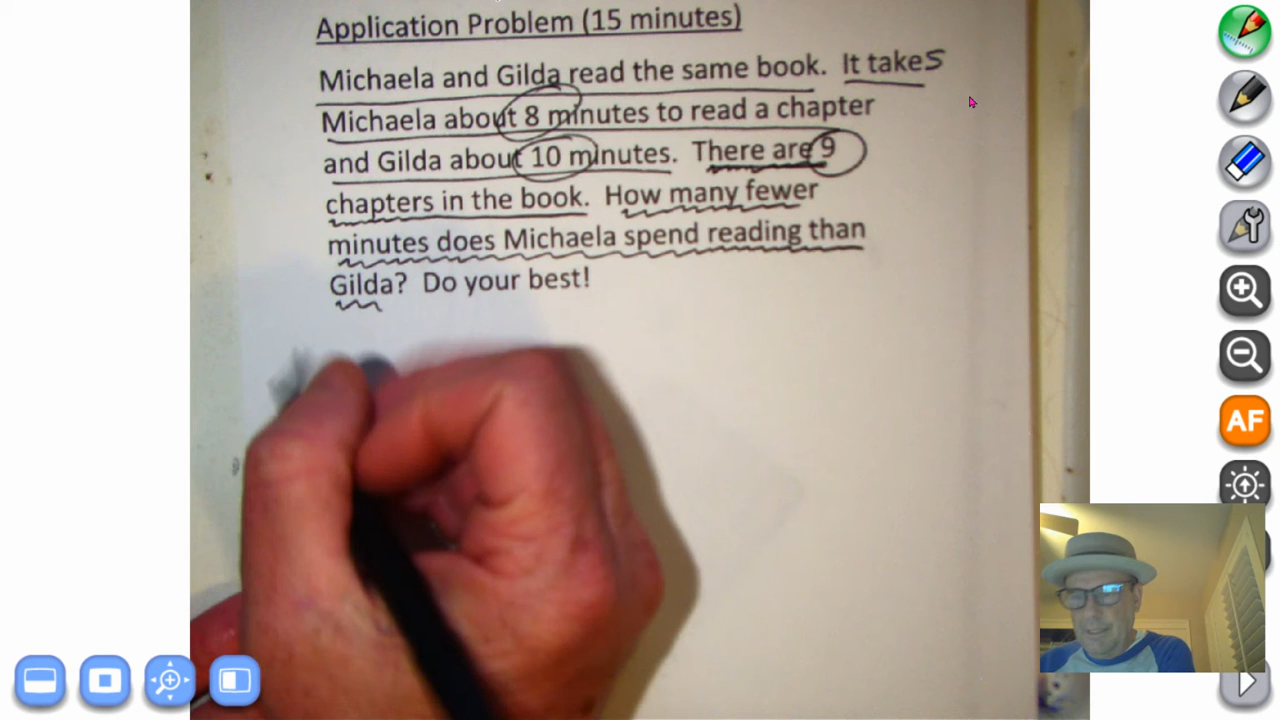 Application Problem (15 minutes)
Michaela and Gilda read the same book. It takes
Michaela about 8 minutes to read a chapter
and Gilda about 10 minutes. There are 9
chapters in the book. How many fewer
minutes does Michaela spend reading than
Gilda? Do your best!
AF